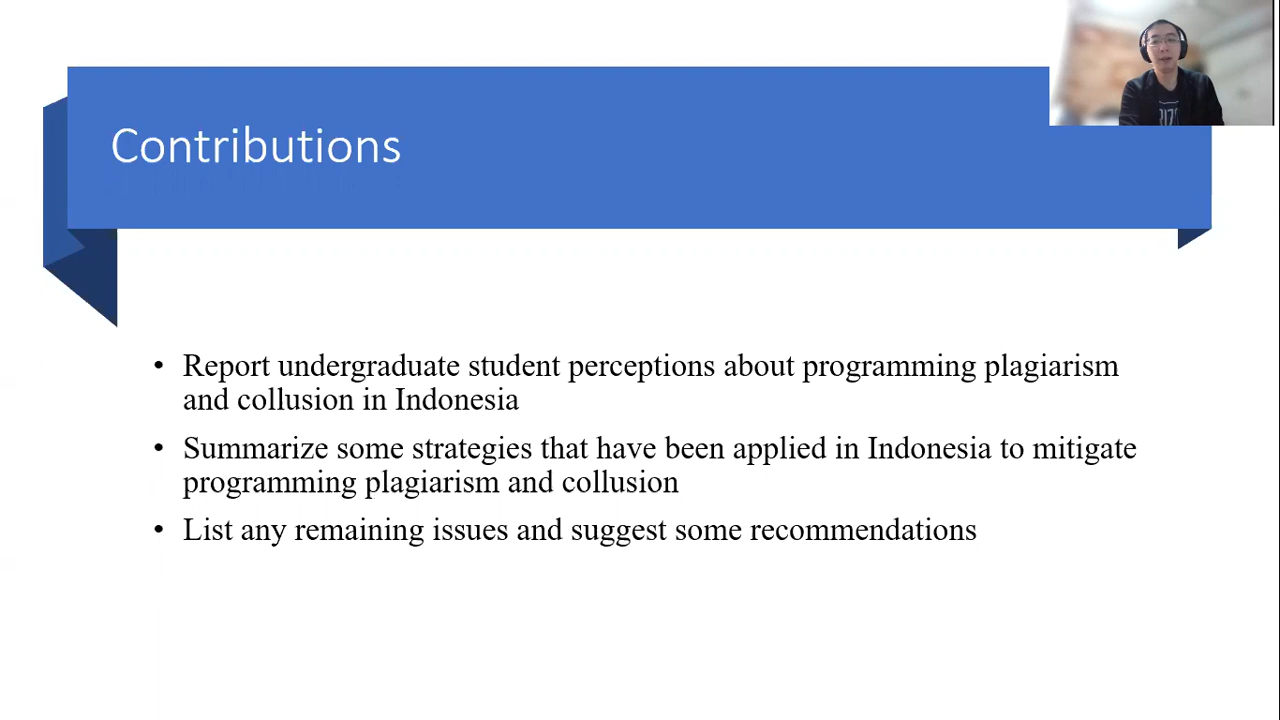 Contributions
• Report undergraduate student perceptions about programming plagiarism
and collusion in Indonesia
• Summarize some strategies that have been applied in Indonesia to mitigate
programming plagiarism and collusion
• List any remaining issues and suggest some recommendations